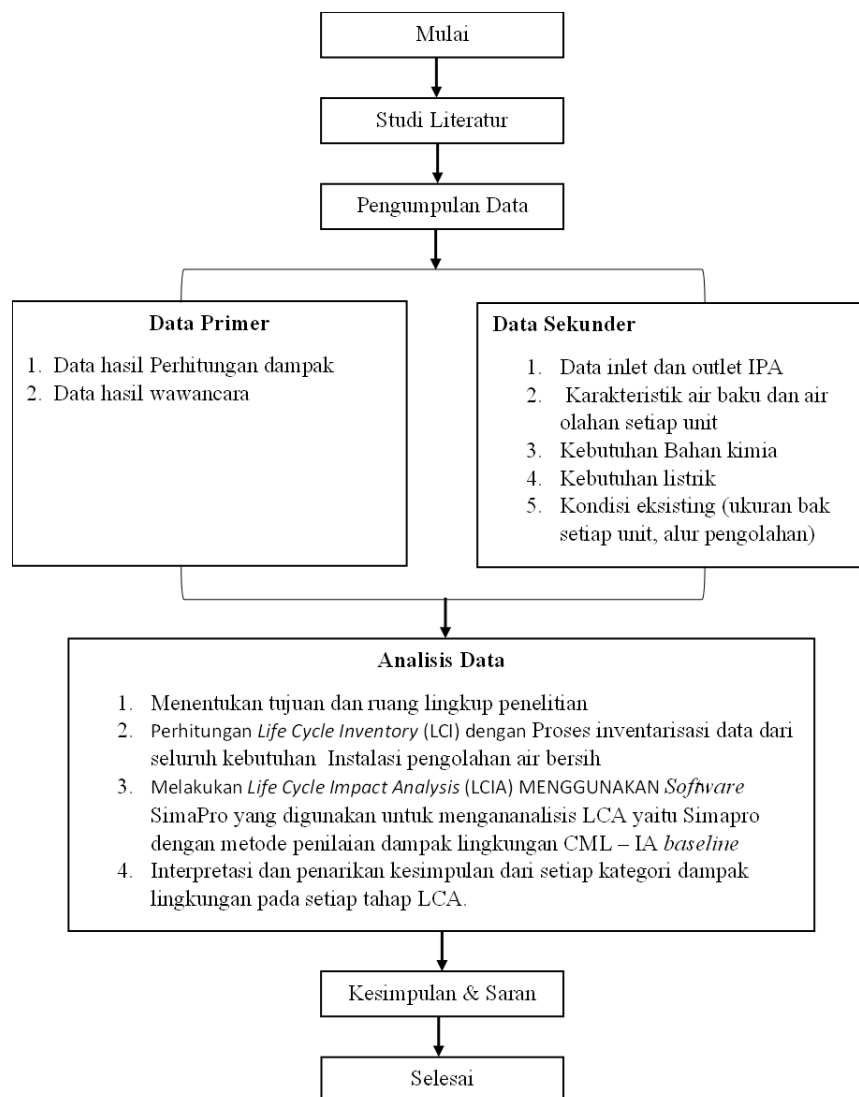 Mulai
Studi Literatur
Pengumpulan Data
Data Primer
1. Data hasil Perhitungan dampak
2. Data hasil wawancara
Data Sekunder
1. Data inlet dan outlet IPA
2. Karakteristik air baku dan air
olahan setiap unit
3. Kebutuhan Bahan kimia
4. Kebutuhan listrik
5. Kondisi eksisting (ukuran bak
setiap unit, alur pengolahan)
Analisis Data
1. Menentukan tujuan dan ruang lingkup penelitian
2. Perhitungan Life Cycle Inventory (LCI) dengan Proses inventarisasi data dari
seluruh kebutuhan Instalasi pengolahan air bersih
3. Melakukan Life Cycle Impact Analysis (LCIA) MENGGUNAKAN Software
SimaPro yang digunakan untuk mengananalisis LCA yaitu Simapro
dengan metode penilaian dampak lingkungan CML – IA baseline
4. Interpretasi dan penarikan kesimpulan dari setiap kategori dampak
lingkungan pada setiap tahap LCA.
Kesimpulan & Saran
Selesai